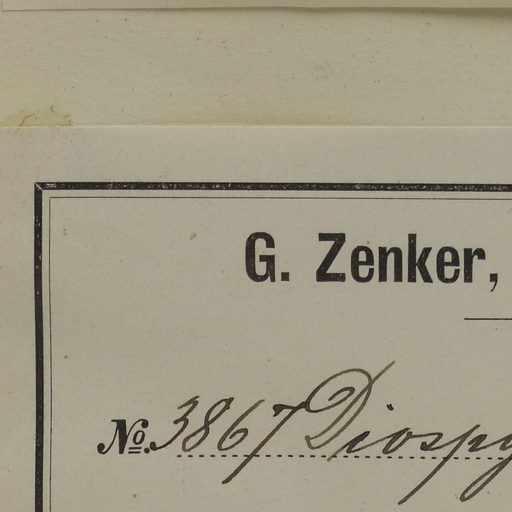 G. Zenker,
No. 3867 Diospy